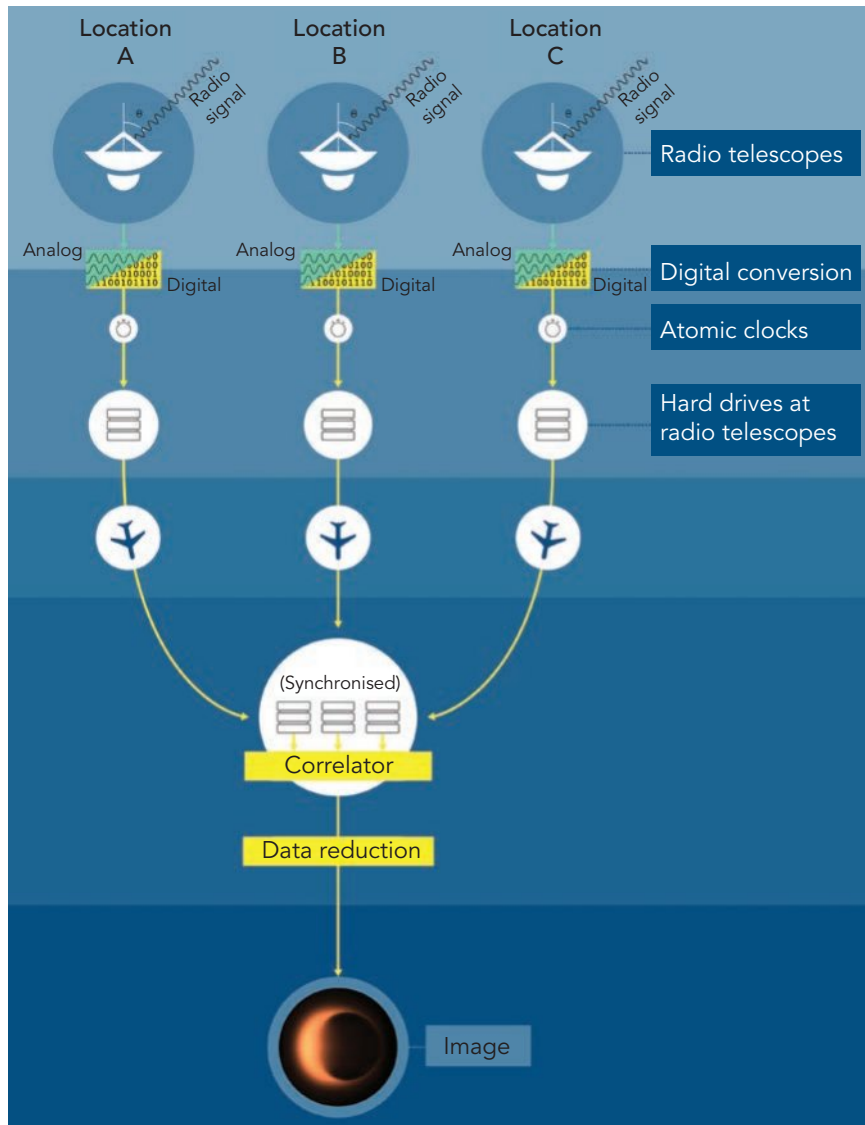 Location
A
Location
B
Location
C
Radio
signal
Radio
signal
Radio
signal
θ
θ
θ
Radio telescopes
Analog
Digital
Analog
Digital
Analog
Digital
Digital conversion
Atomic clocks
Hard drives at
radio telescopes
(Synchronised)
Correlator
Data reduction
Image